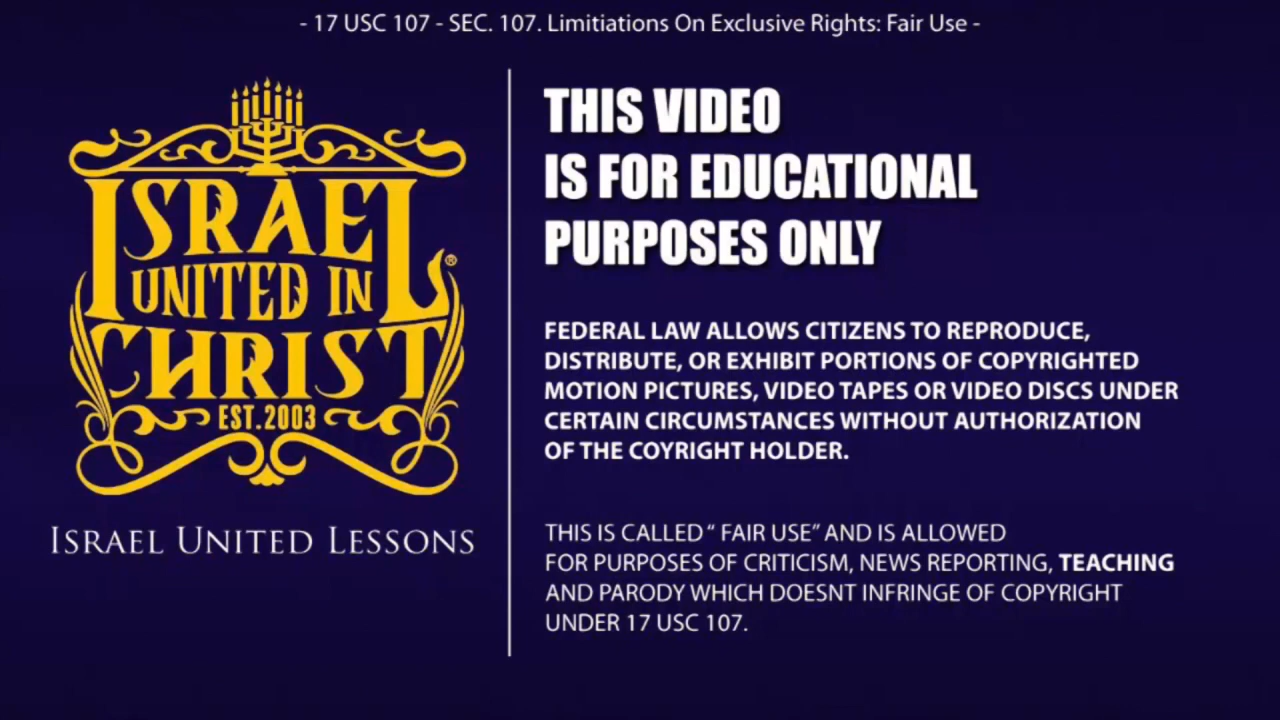 - 17 USC 107 - SEC. 107. Limitiations On Exclusive Rights: Fair Use -
ISRAEL
UNITED IN
CHRIST
®
EST.2003
ISRAEL UNITED LESSONS
THIS VIDEO
IS FOR EDUCATIONAL
PURPOSES ONLY
FEDERAL LAW ALLOWS CITIZENS TO REPRODUCE,
DISTRIBUTE, OR EXHIBIT PORTIONS OF COPYRIGHTED
MOTION PICTURES, VIDEO TAPES OR VIDEO DISCS UNDER
CERTAIN CIRCUMSTANCES WITHOUT AUTHORIZATION
OF THE COYRIGHT HOLDER.
THIS IS CALLED “ FAIR USE” AND IS ALLOWED
FOR PURPOSES OF CRITICISM, NEWS REPORTING, TEACHING
AND PARODY WHICH DOESNT INFRINGE OF COPYRIGHT
UNDER 17 USC 107.